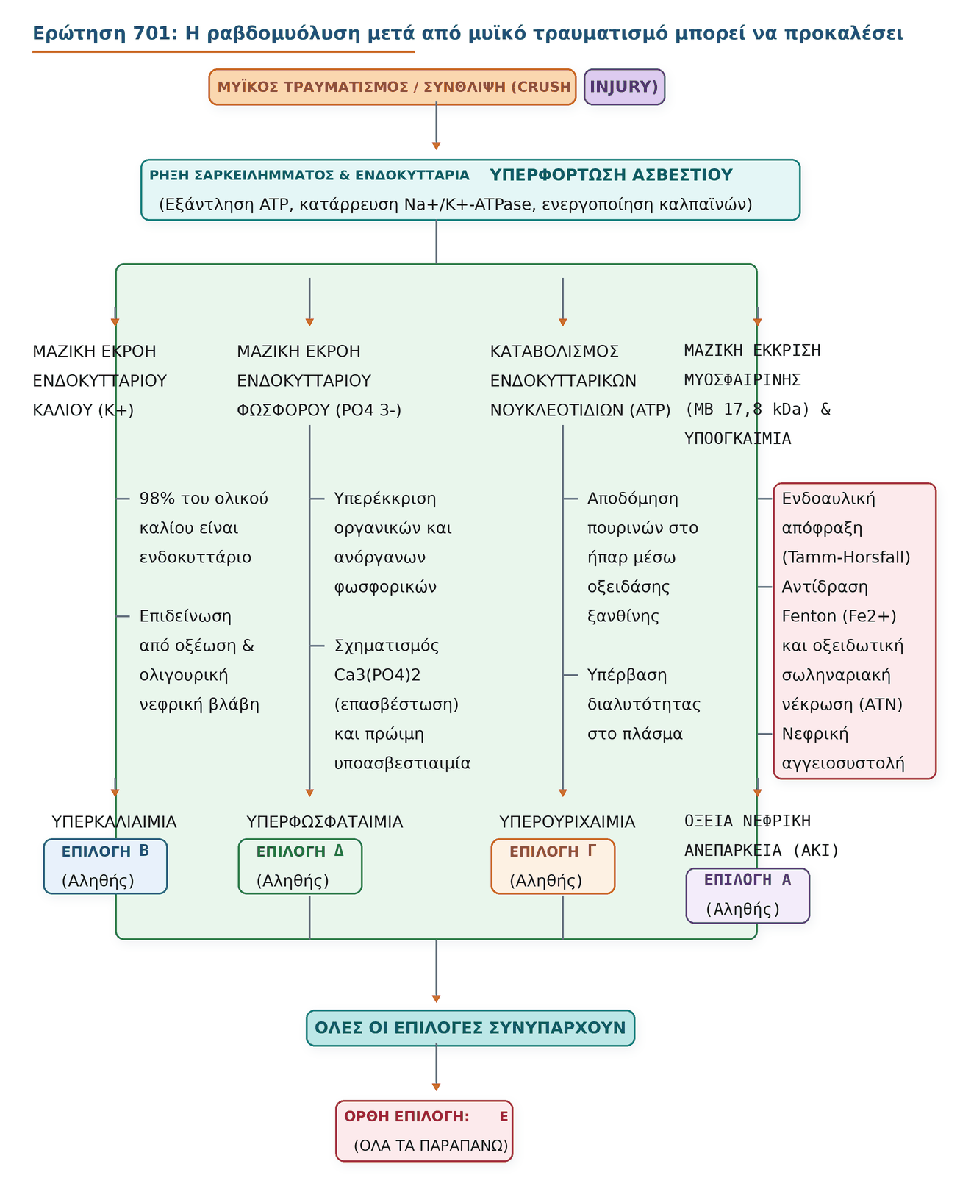 Ερώτηση 701: Η ραβδομυόλυση μετά από μυϊκό τραυματισμό μπορεί να προκαλέσει
ΜΥΪΚΟΣ ΤΡΑΥΜΑΤΙΣΜΟΣ / ΣΥΝΘΛΙΨΗ (CRUSH INJURY)
ΡΗΞΗ ΣΑΡΚΕΙΛΗΜΜΑΤΟΣ & ΕΝΔΟΚΥΤΤΑΡΙΑ ΥΠΕΡΦΟΡΤΩΣΗ ΑΣΒΕΣΤΙΟΥ
(Εξάντληση ATP, κατάρρευση Na+/K+-ATPase, ενεργοποίηση καλπαϊνών)
ΜΑΖΙΚΗ ΕΚΡΟΗ
ΕΝΔΟΚΥΤΤΑΡΙΟΥ
ΚΑΛΙΟΥ (K+)
98% του ολικού
καλίου είναι
ενδοκυττάριο
Επιδείνωση
από οξέωση &
ολιγουρική
νεφρική βλάβη
ΥΠΕΡΚΑΛΙΑΙΜΙΑ
ΕΠΙΛΟΓΗ Β
(Αληθής)
ΜΑΖΙΚΗ ΕΚΡΟΗ
ΕΝΔΟΚΥΤΤΑΡΙΟΥ
ΦΩΣΦΟΡΟΥ (PO4 3-)
Υπερέκκριση
οργανικών και
ανόργανων
φωσφορικών
Σχηματισμός
Ca3(PO4)2
(επασβέστωση)
και πρώιμη
υποασβεστιαιμία
ΥΠΕΡΦΩΣΦΑΤΑΙΜΙΑ
ΕΠΙΛΟΓΗ Δ
(Αληθής)
ΚΑΤΑΒΟΛΙΣΜΟΣ
ΕΝΔΟΚΥΤΤΑΡΙΚΩΝ
ΝΟΥΚΛΕΟΤΙΔΙΩΝ (ATP)
Αποδόμηση
πουρινών στο
ήπαρ μέσω
οξειδάσης
ξανθίνης
Υπέρβαση
διαλυτότητας
στο πλάσμα
ΥΠΕΡΟΥΡΙΧΑΙΜΙΑ
ΕΠΙΛΟΓΗ Γ
(Αληθής)
ΜΑΖΙΚΗ ΕΚΚΡΙΣΗ
ΜΥΟΣΦΑΙΡΙΝΗΣ
(MB 17,8 kDa) &
ΥΠΟΟΓΚΑΙΜΙΑ
Ενδοαυλική
απόφραξη
(Tamm-Horsfall)
Αντίδραση
Fenton (Fe2+)
και οξειδωτική
σωληναριακή
νέκρωση (ATN)
Νεφρική
αγγειοσυστολή
ΟΞΕΙΑ ΝΕΦΡΙΚΗ
ΑΝΕΠΑΡΚΕΙΑ (AKI)
ΕΠΙΛΟΓΗ Α
(Αληθής)
ΟΛΕΣ ΟΙ ΕΠΙΛΟΓΕΣ ΣΥΝΥΠΑΡΧΟΥΝ
ΟΡΘΗ ΕΠΙΛΟΓΗ: Ε
(ΟΛΑ ΤΑ ΠΑΡΑΠΑΝΩ)